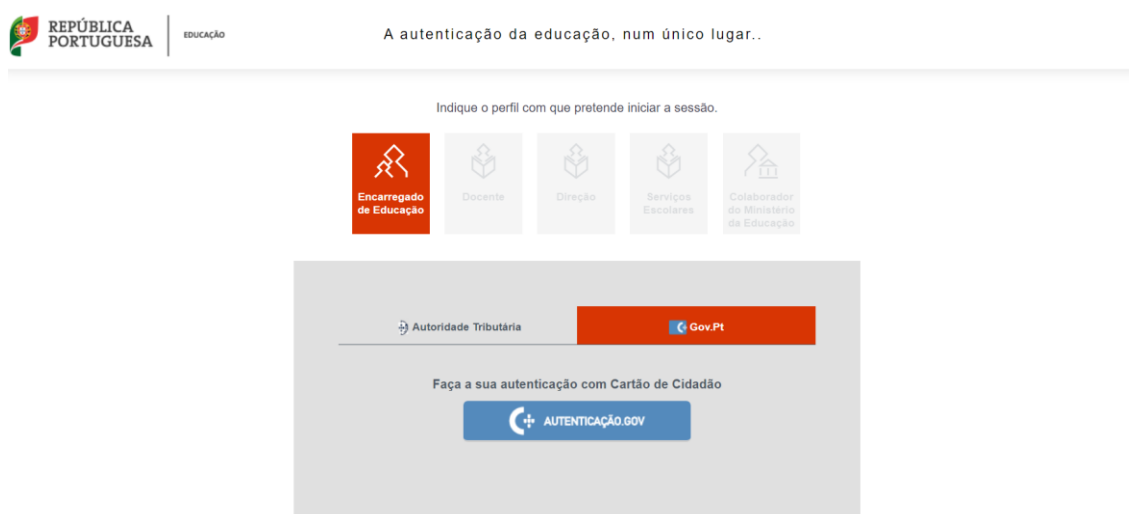 REPÚBLICA
PORTUGUESA
EDUCAÇÃO
A autenticação da educação, num único lugar..
Indique o perfil com que pretende iniciar a sessão.
Encarregado
de Educação
Docente
Direção
Serviços
Escolares
Colaborador
do Ministério
da Educação
Autoridade Tributária
Gov.Pt
Faça a sua autenticação com Cartão de Cidadão
AUTENTICAÇÃO.GOV